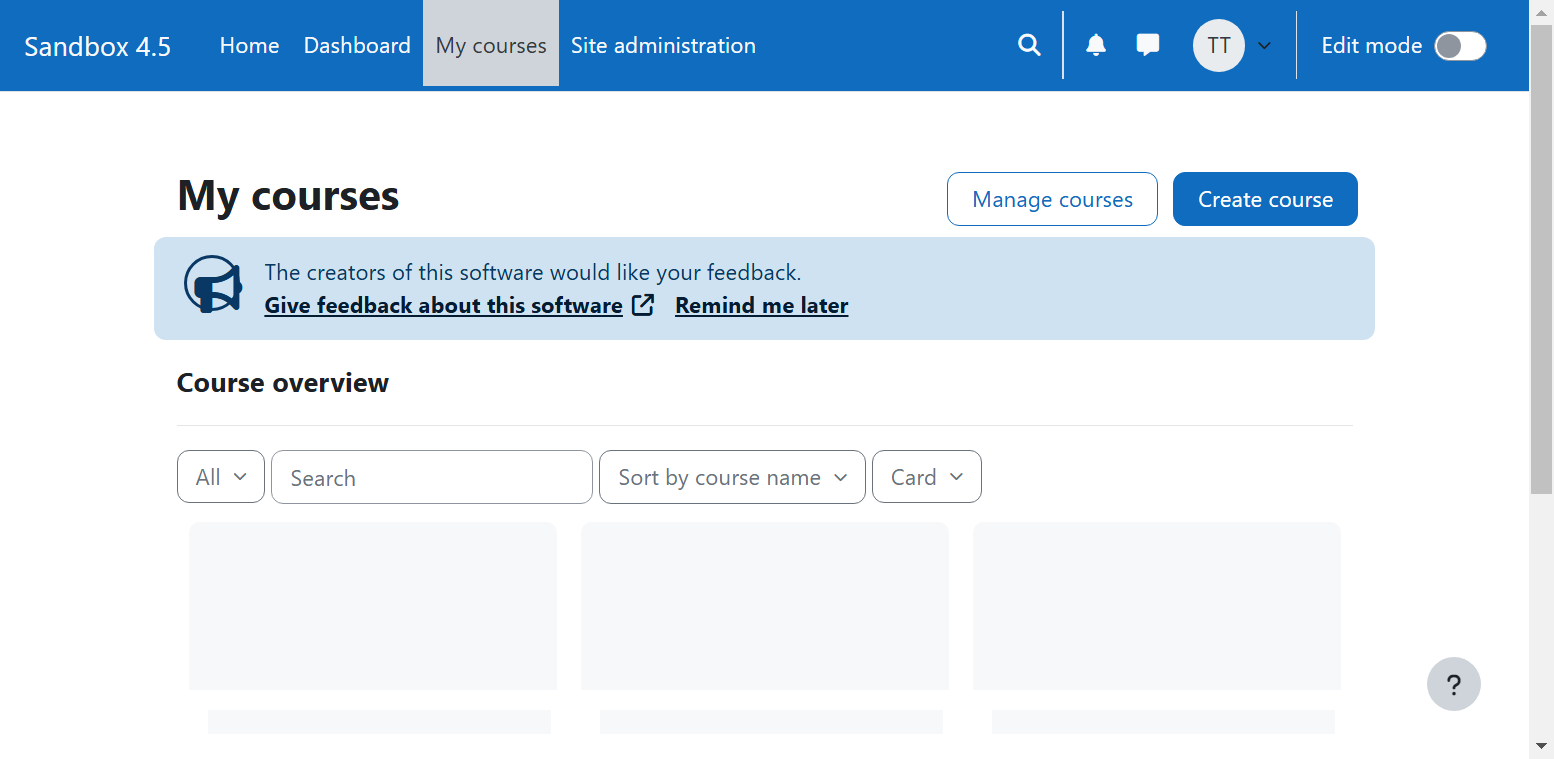 Sandbox 4.5 Home Dashboard My courses Site administration TT Edit mode
My courses Manage courses Create course
The creators of this software would like your feedback.
Give feedback about this software Remind me later
Course overview
All Search Sort by course name Card
?